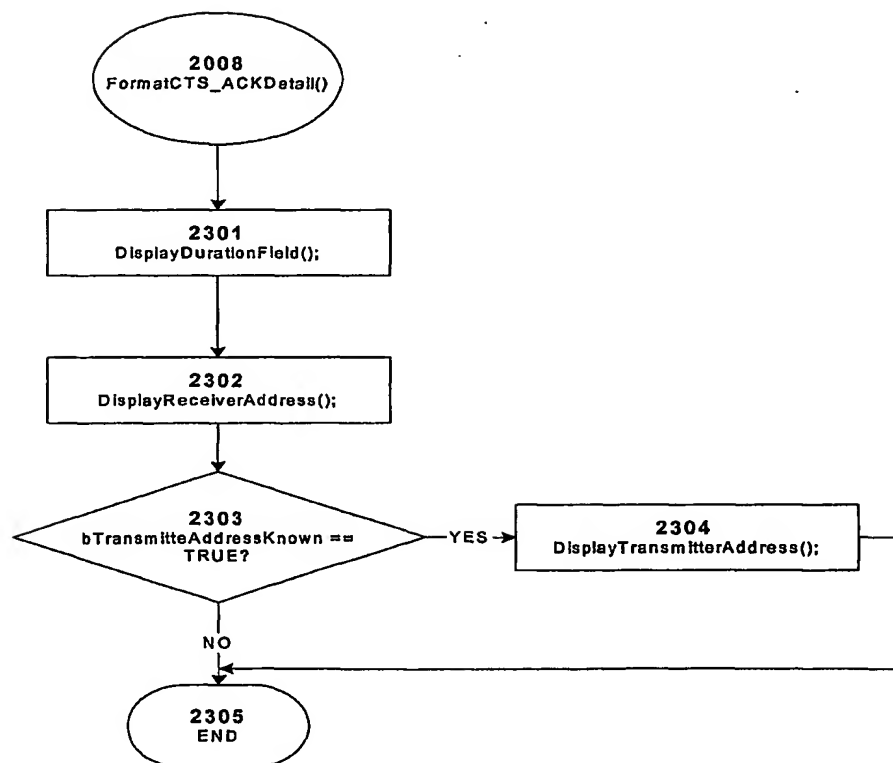 2008
FormatCTS_ACKDetail()
2301
DisplayDurationField();
2302
DisplayReceiverAddress();
2303
bTransmitteAddressKnown ==
TRUE?
YES
2304
DisplayTransmitterAddress();
NO
2305
END